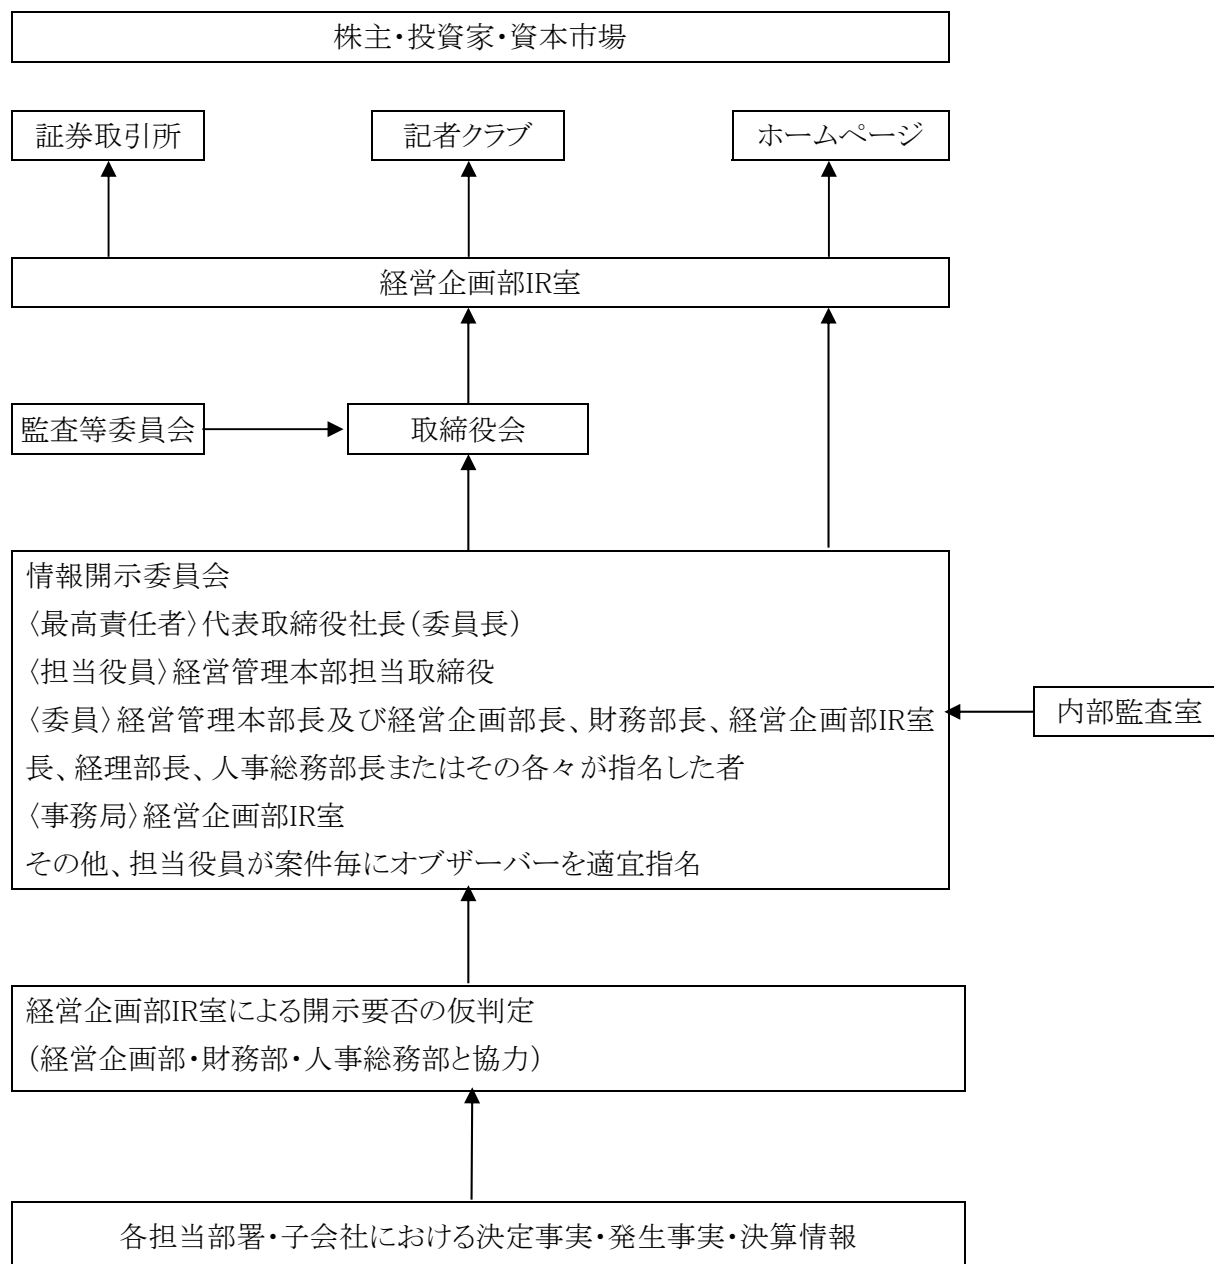 株主・投資家・資本市場
証券取引所
記者クラブ
ホームページ
経営企画部IR室
監査等委員会
取締役会
情報開示委員会
〈最高責任者〉代表取締役社長（委員長）
〈担当役員〉経営管理本部担当取締役
〈委員〉経営管理本部長及び経営企画部長、財務部長、経営企画部IR室
長、経理部長、人事総務部長またはその各々が指名した者
〈事務局〉経営企画部IR室
その他、担当役員が案件毎にオブザーバーを適宜指名
内部監査室
経営企画部IR室による開示要否の仮判定
（経営企画部・財務部・人事総務部と協力）
各担当部署・子会社における決定事実・発生事実・決算情報